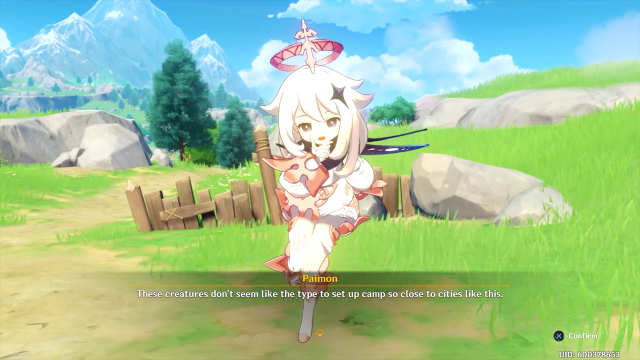 Paimon
These creatures don't seem like the type to set up camp so close to cities like this.
Confirm
UID. 600378653